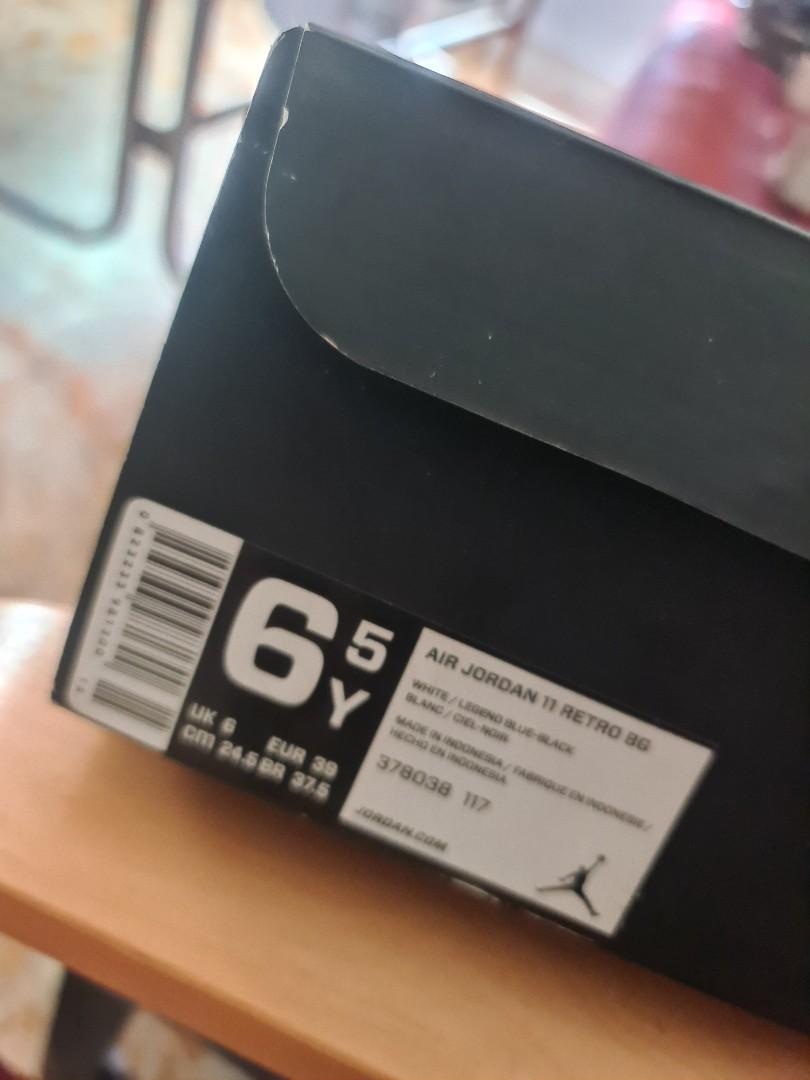 6 5
Y
UK 6 EUR 39
CM 24.5 BR 37.5
AIR JORDAN 11 RETRO BG
WHITE / LEGEND BLUE-BLACK
BLANC / CIEL-NOIR
MADE IN INDONESIA / FABRIQUE EN INDONESIE /
HECHO EN INDONESIA
378038 117
JORDAN.COM